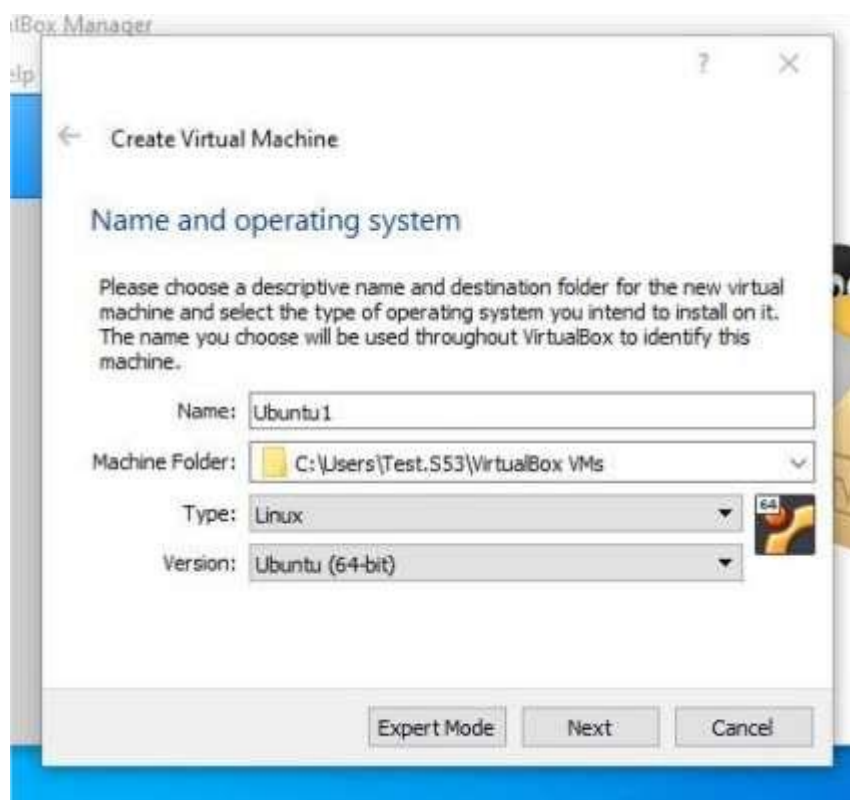 Box Manager
elp
?
Create Virtual Machine
Name and operating system
Please choose a descriptive name and destination folder for the new virtual
machine and select the type of operating system you intend to install on it.
The name you choose will be used throughout VirtualBox to identify this
machine.
Name: Ubuntu1
Machine Folder: C:\Users\Test.S53\VirtualBox VMs
Type: Linux
64
Version: Ubuntu (64-bit)
Expert Mode Next Cancel